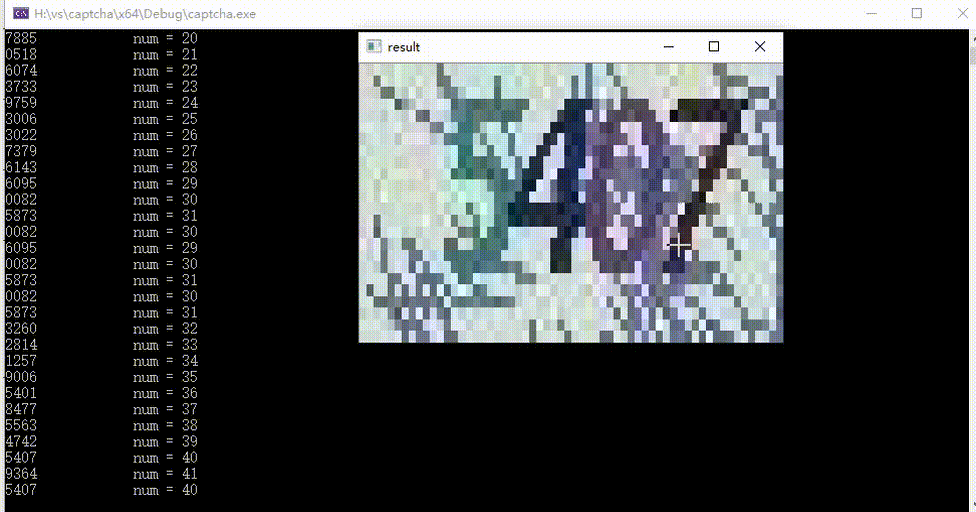 H:\vs\captcha\x64\Debug\captcha.exe
7885 num = 20
0518 num = 21
6074 num = 22
3733 num = 23
9759 num = 24
3006 num = 25
3022 num = 26
7379 num = 27
6143 num = 28
6095 num = 29
0082 num = 30
5873 num = 31
0082 num = 30
6095 num = 29
0082 num = 30
5873 num = 31
0082 num = 30
5873 num = 31
3260 num = 32
2814 num = 33
1257 num = 34
9006 num = 35
5401 num = 36
8477 num = 37
5563 num = 38
4742 num = 39
5407 num = 40
9364 num = 41
5407 num = 40
result
5407